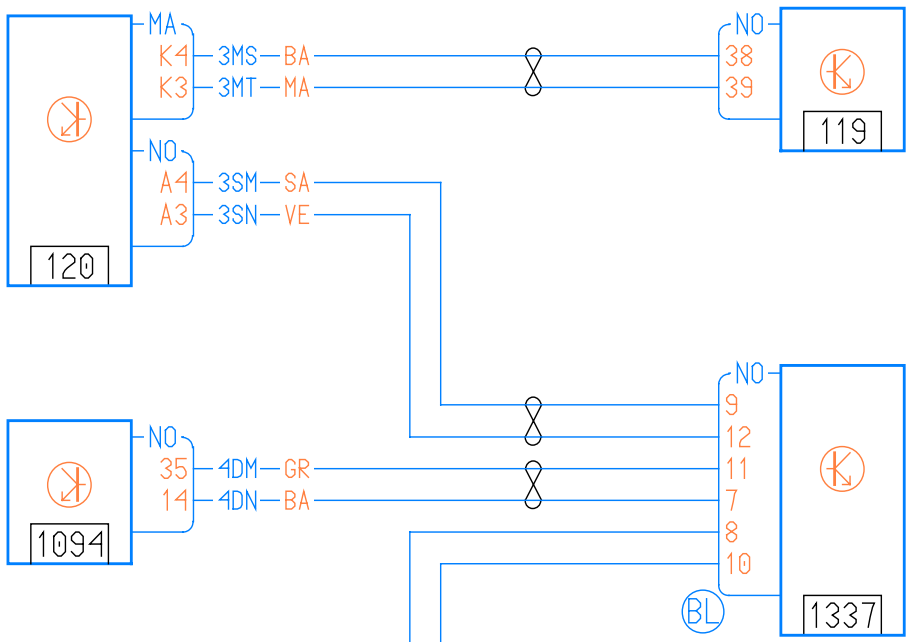 MA NO
K4 3MS BA 38
K3 3MT MA 39
119
NO
A4 3SM SA
A3 3SN VE
120
NO
9
NO 12
35 4DM GR 11
14 4DN BA 7
8
1094
10
BL 1337